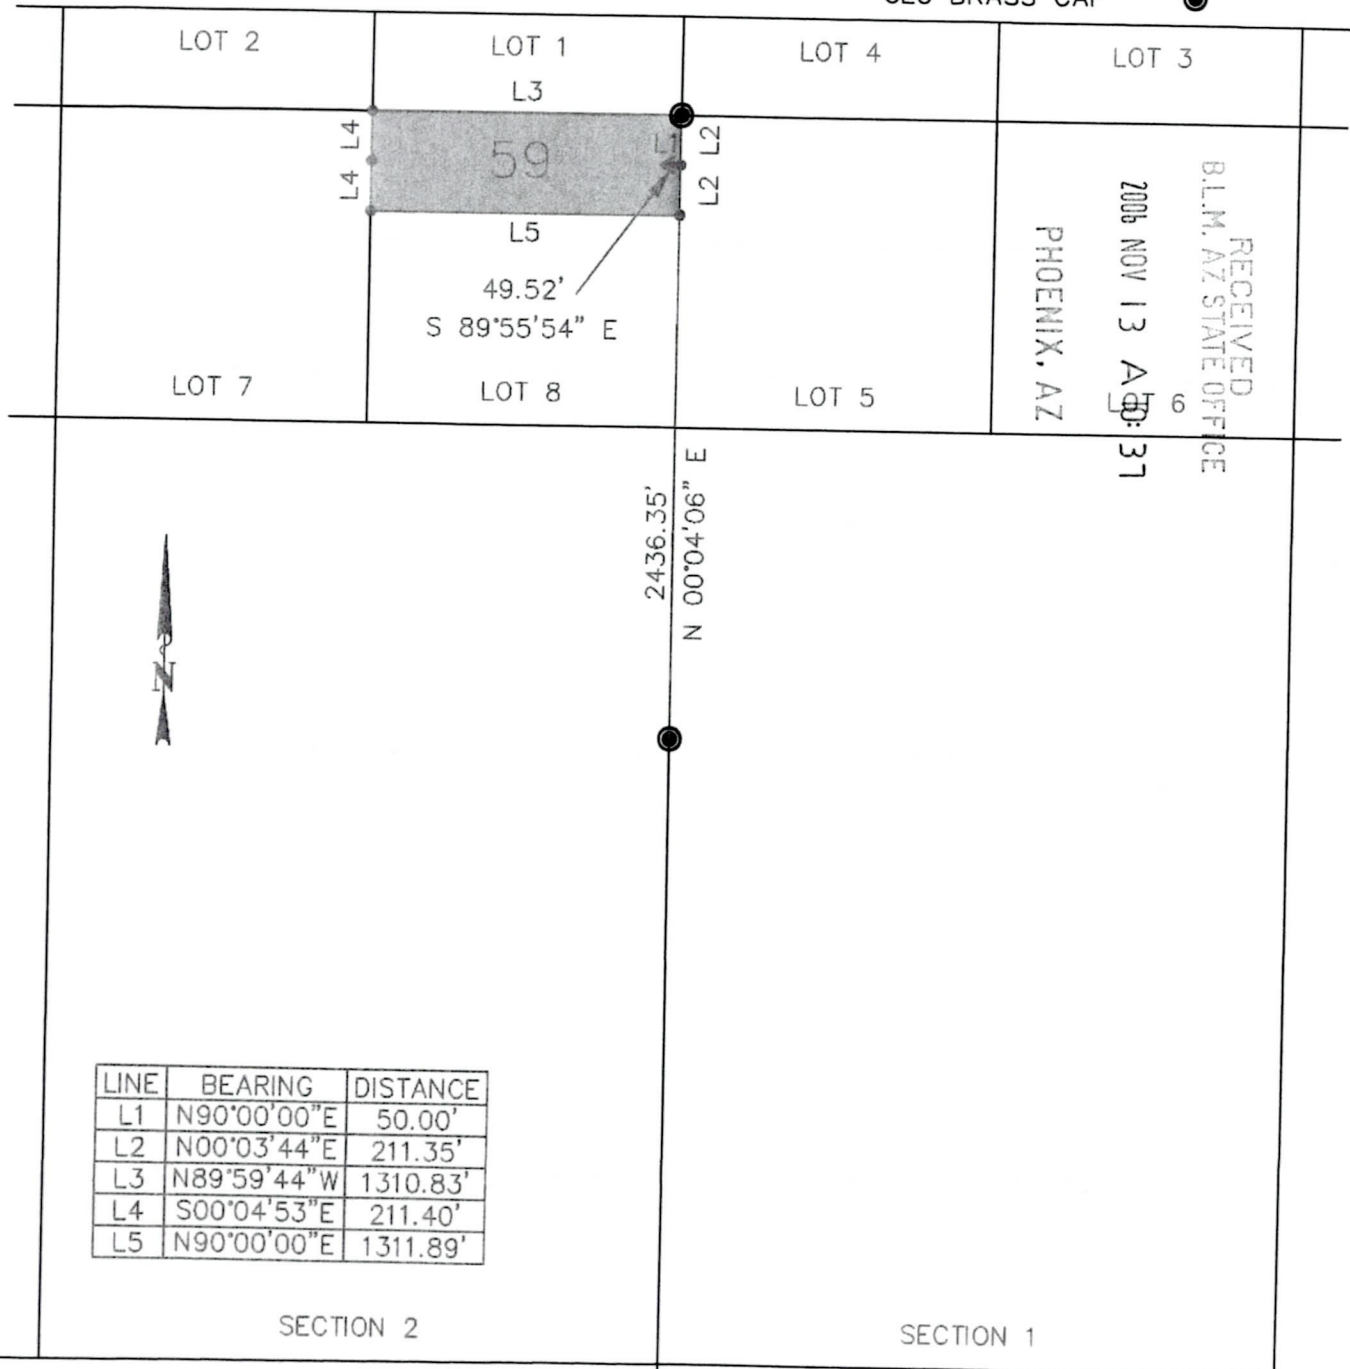 LOT 2
LOT 1
LOT 4
LOT 3
L3
L4
L4
59
L1
L2
L2
L5
49.52'
S 89°55'54" E
LOT 7
LOT 8
LOT 5
LOT 6
RECEIVED
B.L.M. AZ STATE OFFICE
2006 NOV 13 A 37
PHOENIX, AZ
2436.35'
N 00°04'06" E
N
LINE BEARING DISTANCE
L1 N90°00'00"E 50.00'
L2 N00°03'44"E 211.35'
L3 N89°59'44"W 1310.83'
L4 S00°04'53"E 211.40'
L5 N90°00'00"E 1311.89'
SECTION 2
SECTION 1